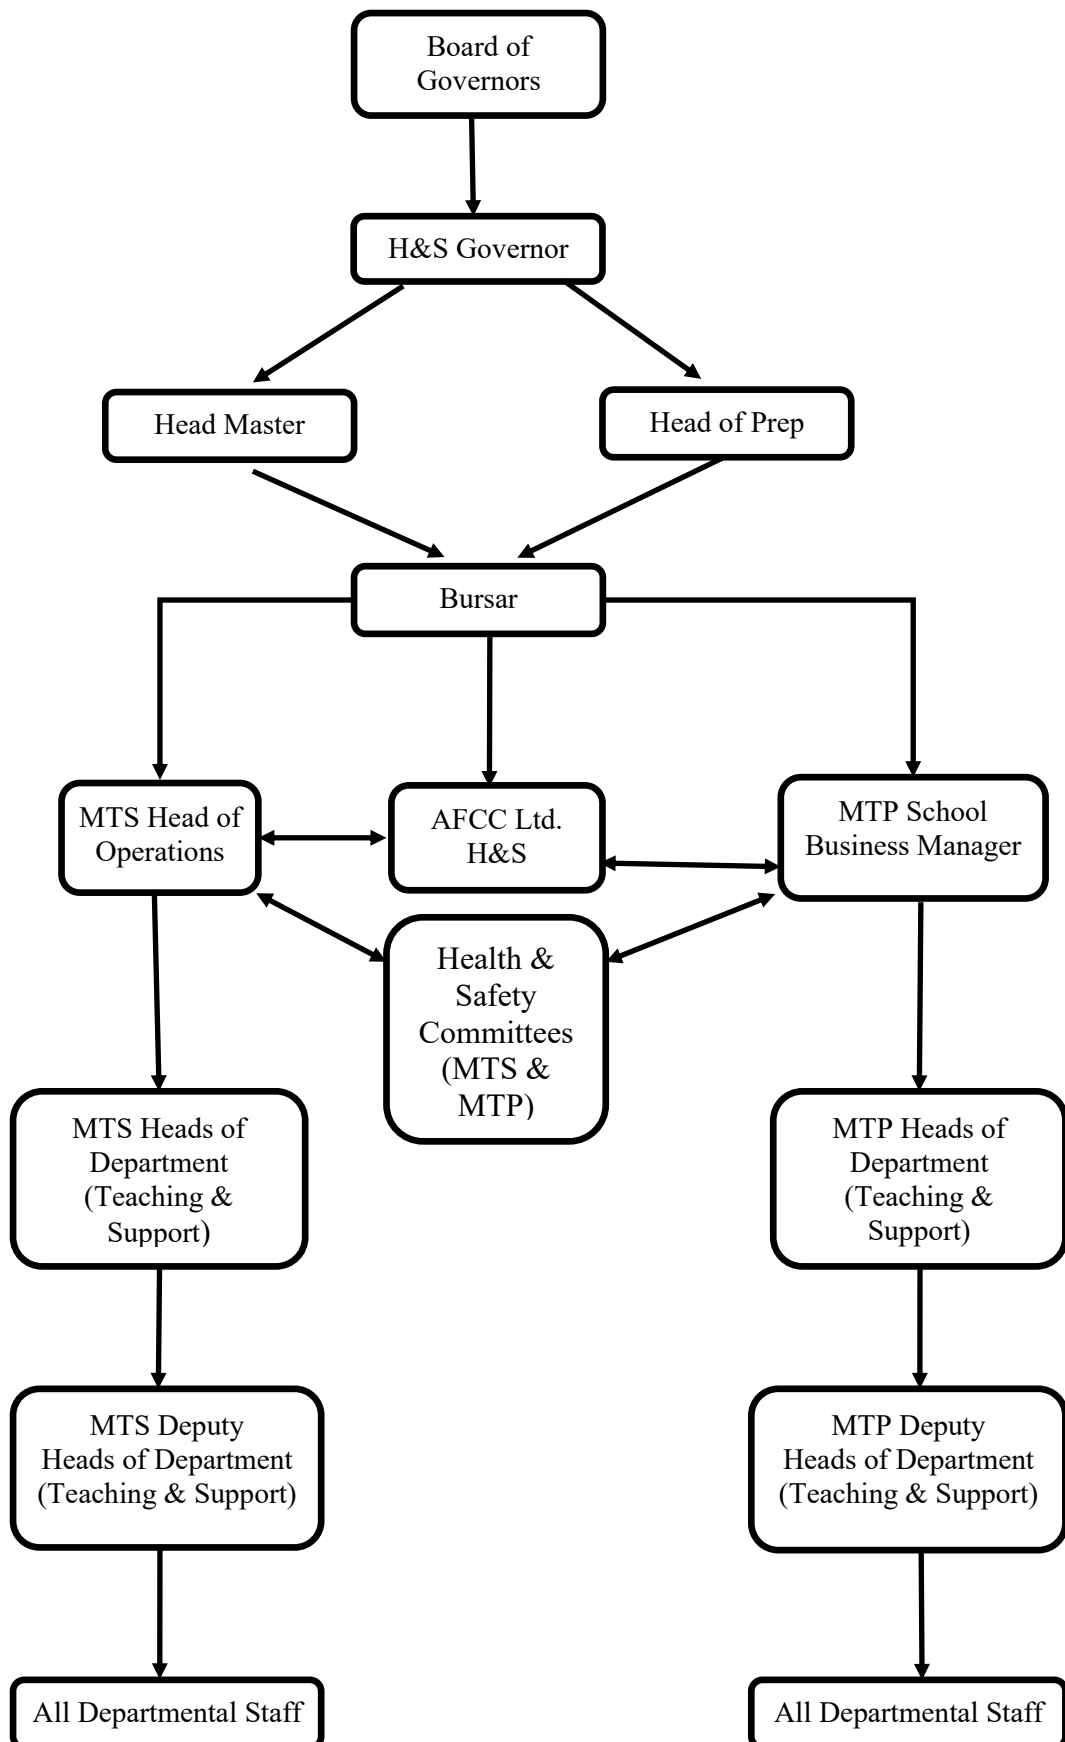 Board of
Governors
H&S Governor
Head Master
Head of Prep
Bursar
MTS Head of
Operations
AFCC Ltd.
H&S
MTP School
Business Manager
Health &
Safety
Committees
(MTS &
MTP)
MTS Heads of
Department
(Teaching &
Support)
MTP Heads of
Department
(Teaching &
Support)
MTS Deputy
Heads of Department
(Teaching & Support)
MTP Deputy
Heads of Department
(Teaching & Support)
All Departmental Staff
All Departmental Staff